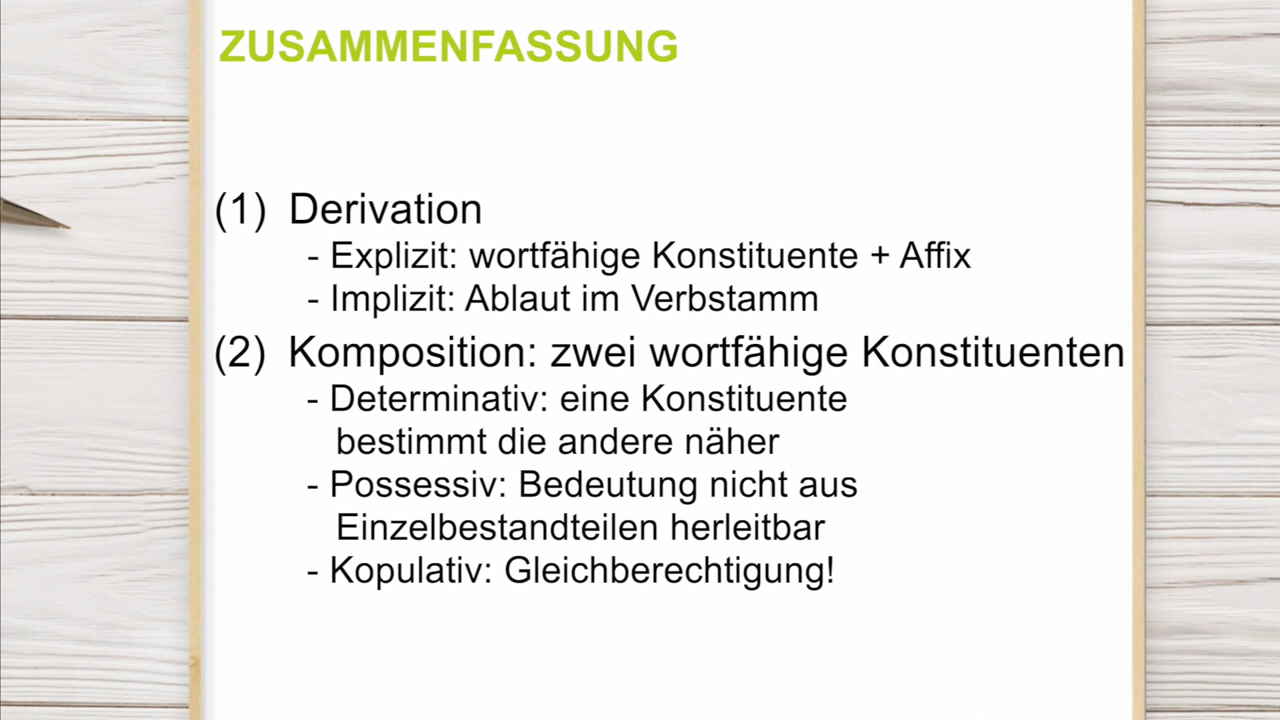 ZUSAMMENFASSUNG
(1) Derivation
- Explizit: wortfähige Konstituente + Affix
- Implizit: Ablaut im Verbstamm
(2) Komposition: zwei wortfähige Konstituenten
- Determinativ: eine Konstituente
bestimmt die andere näher
- Possessiv: Bedeutung nicht aus
Einzelbestandteilen herleitbar
- Kopulativ: Gleichberechtigung!